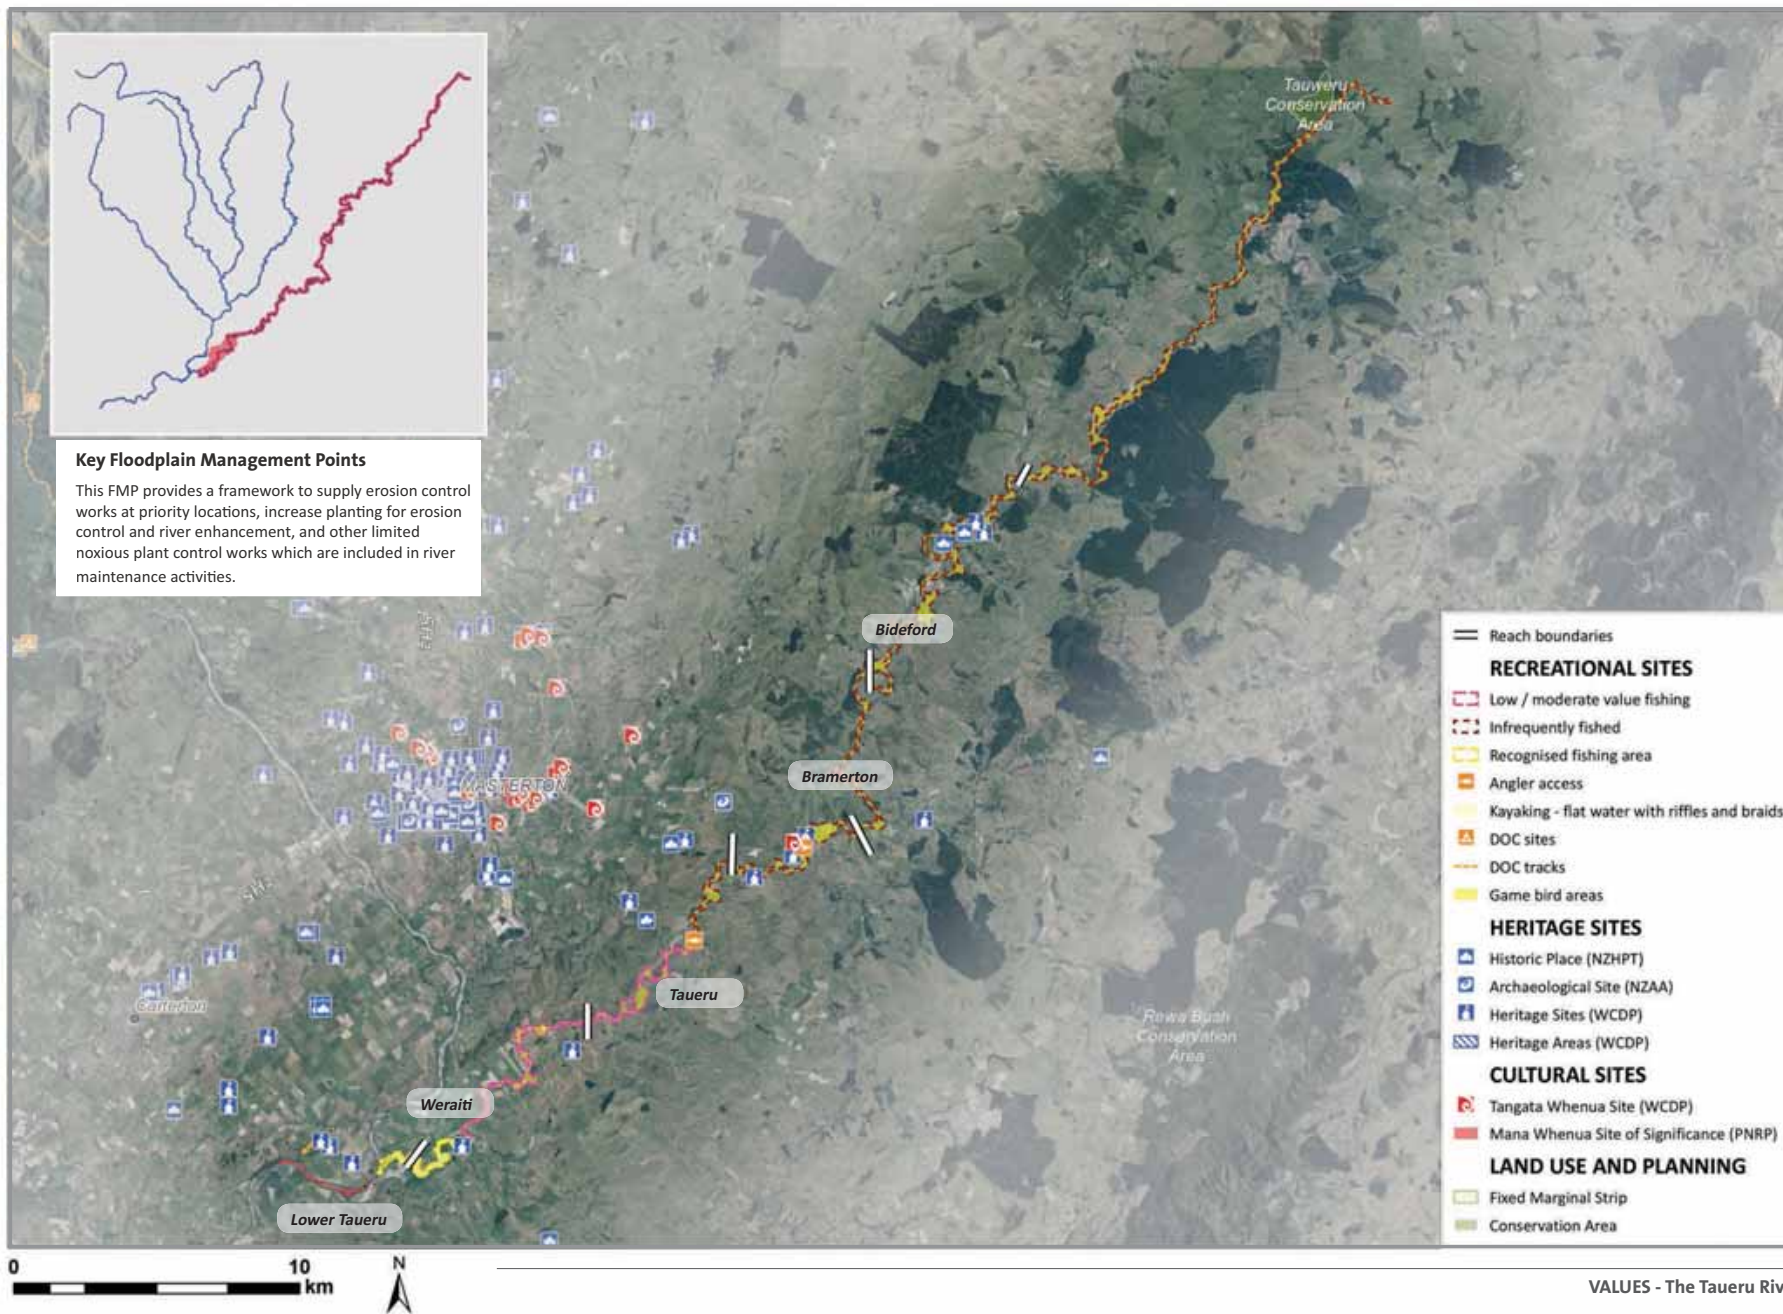 Tauweru
Conservation
Area
Key Floodplain Management Points
This FMP provides a framework to supply erosion control
works at priority locations, increase planting for erosion
control and river enhancement, and other limited
noxious plant control works which are included in river
maintenance activities.
SH2
Bideford
Bramerton
MASTERTON
SH2
Taueru
Carterton
Rewa Bush
Conservation
Area
Weraiti
Lower Taueru
Reach boundaries
RECREATIONAL SITES
Low / moderate value fishing
Infrequently fished
Recognised fishing area
Angler access
Kayaking - flat water with riffles and braids
DOC sites
DOC tracks
Game bird areas
HERITAGE SITES
Historic Place (NZHPT)
Archaeological Site (NZAA)
Heritage Sites (WCDP)
Heritage Areas (WCDP)
CULTURAL SITES
Tangata Whenua Site (WCDP)
Mana Whenua Site of Significance (PNRP)
LAND USE AND PLANNING
Fixed Marginal Strip
Conservation Area
0 10
km
N
VALUES - The Taueru Riv